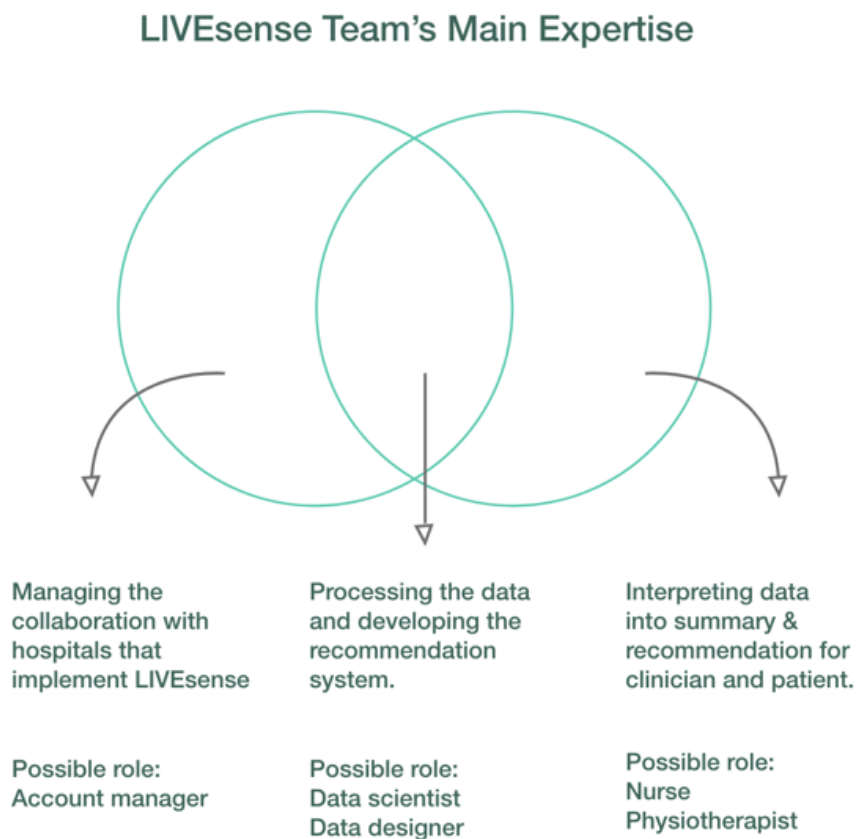 LIVEsense Team's Main Expertise
Managing the
collaboration with
hospitals that
implement LIVEsense
Possible role:
Account manager
Processing the data
and developing the
recommendation
system.
Possible role:
Data scientist
Data designer
Interpreting data
into summary &
recommendation for
clinician and patient.
Possible role:
Nurse
Physiotherapist